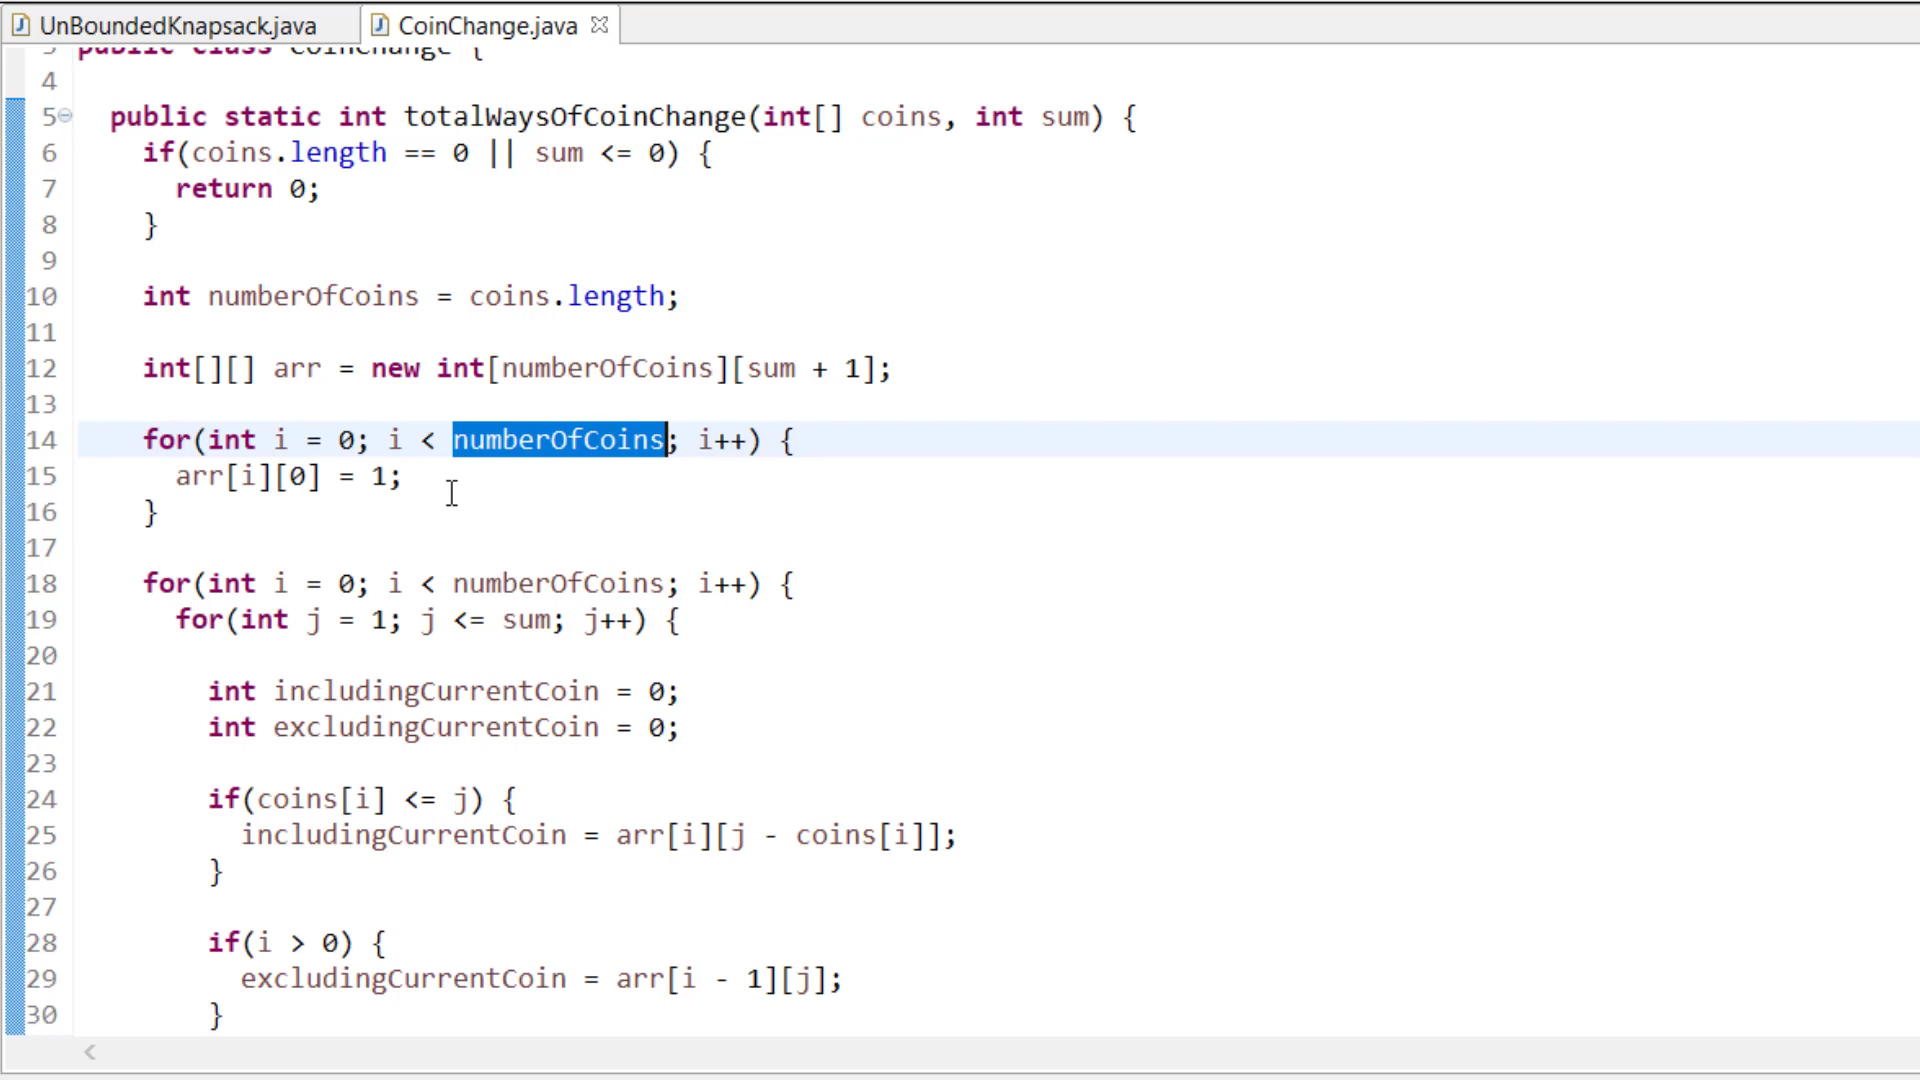 UnBoundedKnapsack.java
CoinChange.java
3 public class CoinChange {
4
5 public static int totalWaysOfCoinChange(int[] coins, int sum) {
6 if(coins.length == 0 || sum <= 0) {
7 return 0;
8 }
9
10 int numberOfCoins = coins.length;
11
12 int[][] arr = new int[numberOfCoins][sum + 1];
13
14 for(int i = 0; i < numberOfCoins; i++) {
15 arr[i][0] = 1;
16 }
17
18 for(int i = 0; i < numberOfCoins; i++) {
19 for(int j = 1; j <= sum; j++) {
20
21 int includingCurrentCoin = 0;
22 int excludingCurrentCoin = 0;
23
24 if(coins[i] <= j) {
25 includingCurrentCoin = arr[i][j - coins[i]];
26 }
27
28 if(i > 0) {
29 excludingCurrentCoin = arr[i - 1][j];
30 }